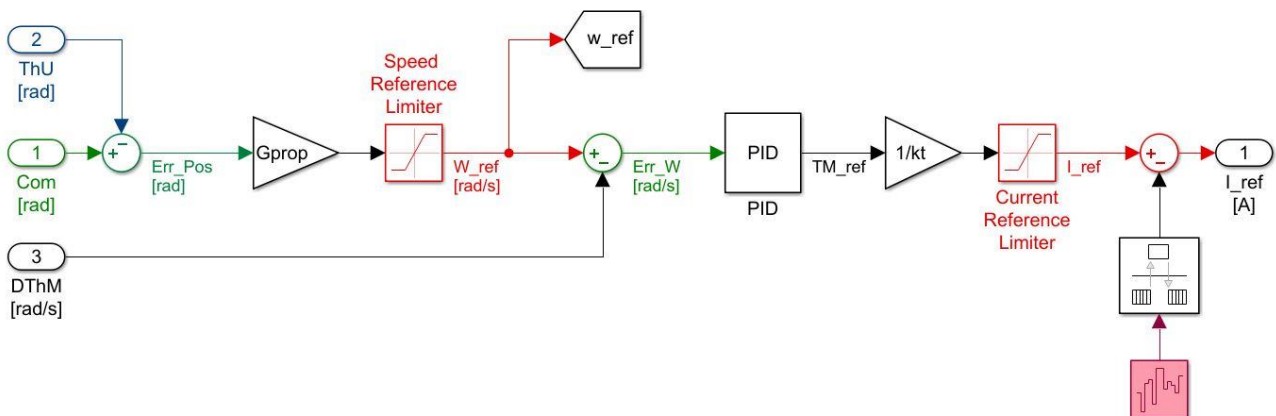 2
ThU
[rad]
w_ref
Speed
Reference
Limiter
1
Com
[rad]
Err_Pos
[rad]
Gprop
W_ref
[rad/s]
Err_W
[rad/s]
PID
PID
TM_ref
1/kt
I_ref
Current
Reference
Limiter
1
I_ref
[A]
3
DThM
[rad/s]